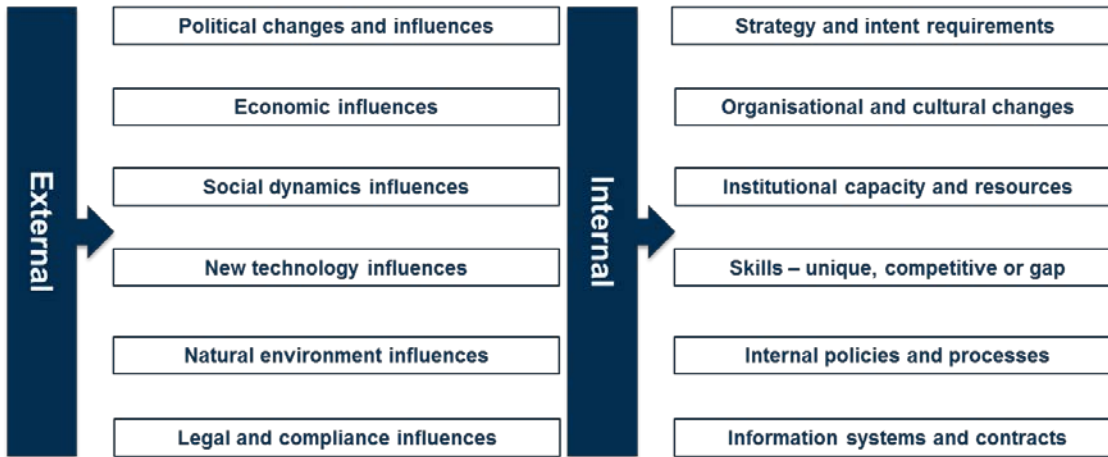 External
Political changes and influences
Economic influences
Social dynamics influences
New technology influences
Natural environment influences
Legal and compliance influences
Internal
Strategy and intent requirements
Organisational and cultural changes
Institutional capacity and resources
Skills – unique, competitive or gap
Internal policies and processes
Information systems and contracts